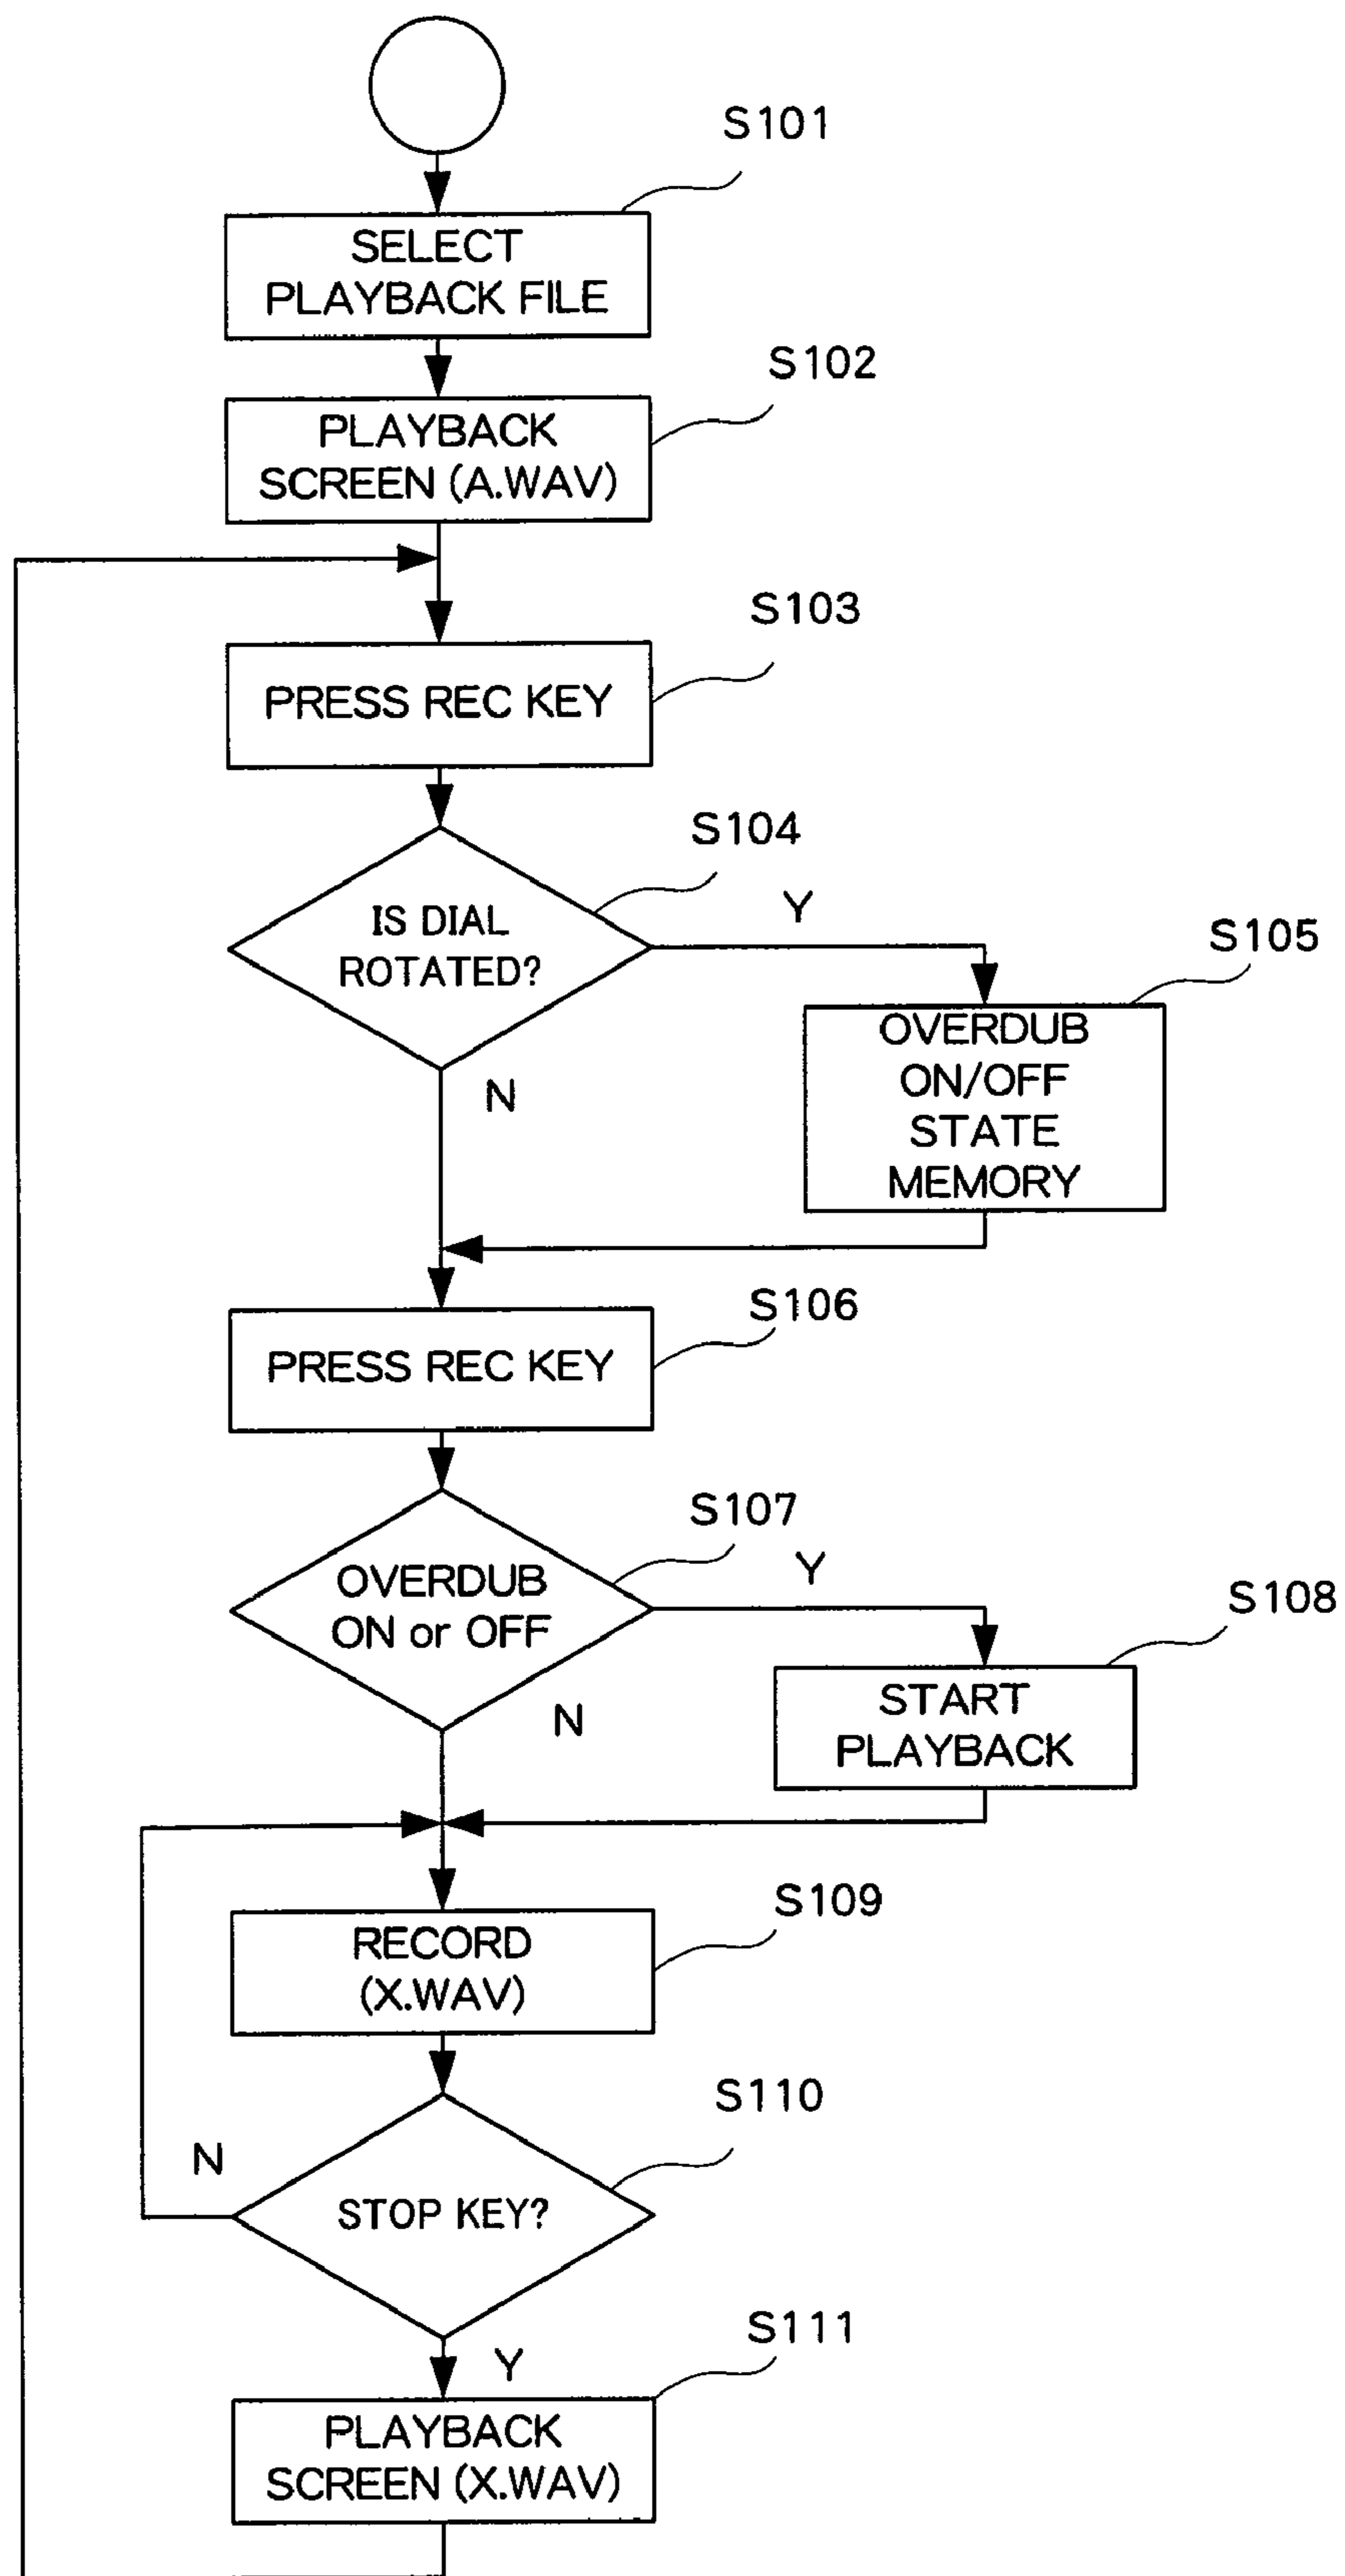 S101
SELECT
PLAYBACK FILE
S102
PLAYBACK
SCREEN (A.WAV)
S103
PRESS REC KEY
S104
IS DIAL
ROTATED?
Y
N
S105
OVERDUB
ON/OFF
STATE
MEMORY
S106
PRESS REC KEY
S107
OVERDUB
ON or OFF
Y
N
S108
START
PLAYBACK
S109
RECORD
(X.WAV)
S110
STOP KEY?
N
Y
S111
PLAYBACK
SCREEN (X.WAV)